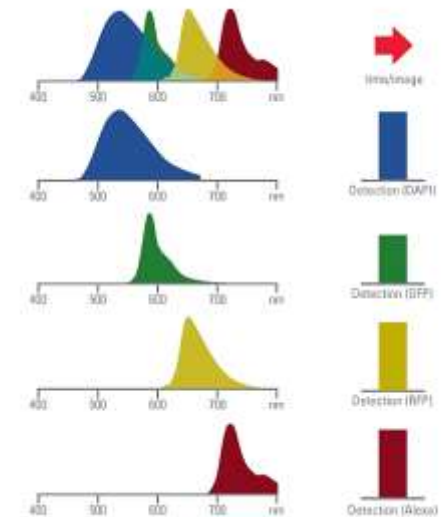 400 500 600 700 nm
time/image
400 500 600 700 nm
Detection (DAPI)
400 500 600 700 nm
Detection (GFP)
400 500 600 700 nm
Detection (RFP)
400 500 600 700 nm
Detection (Alexa)